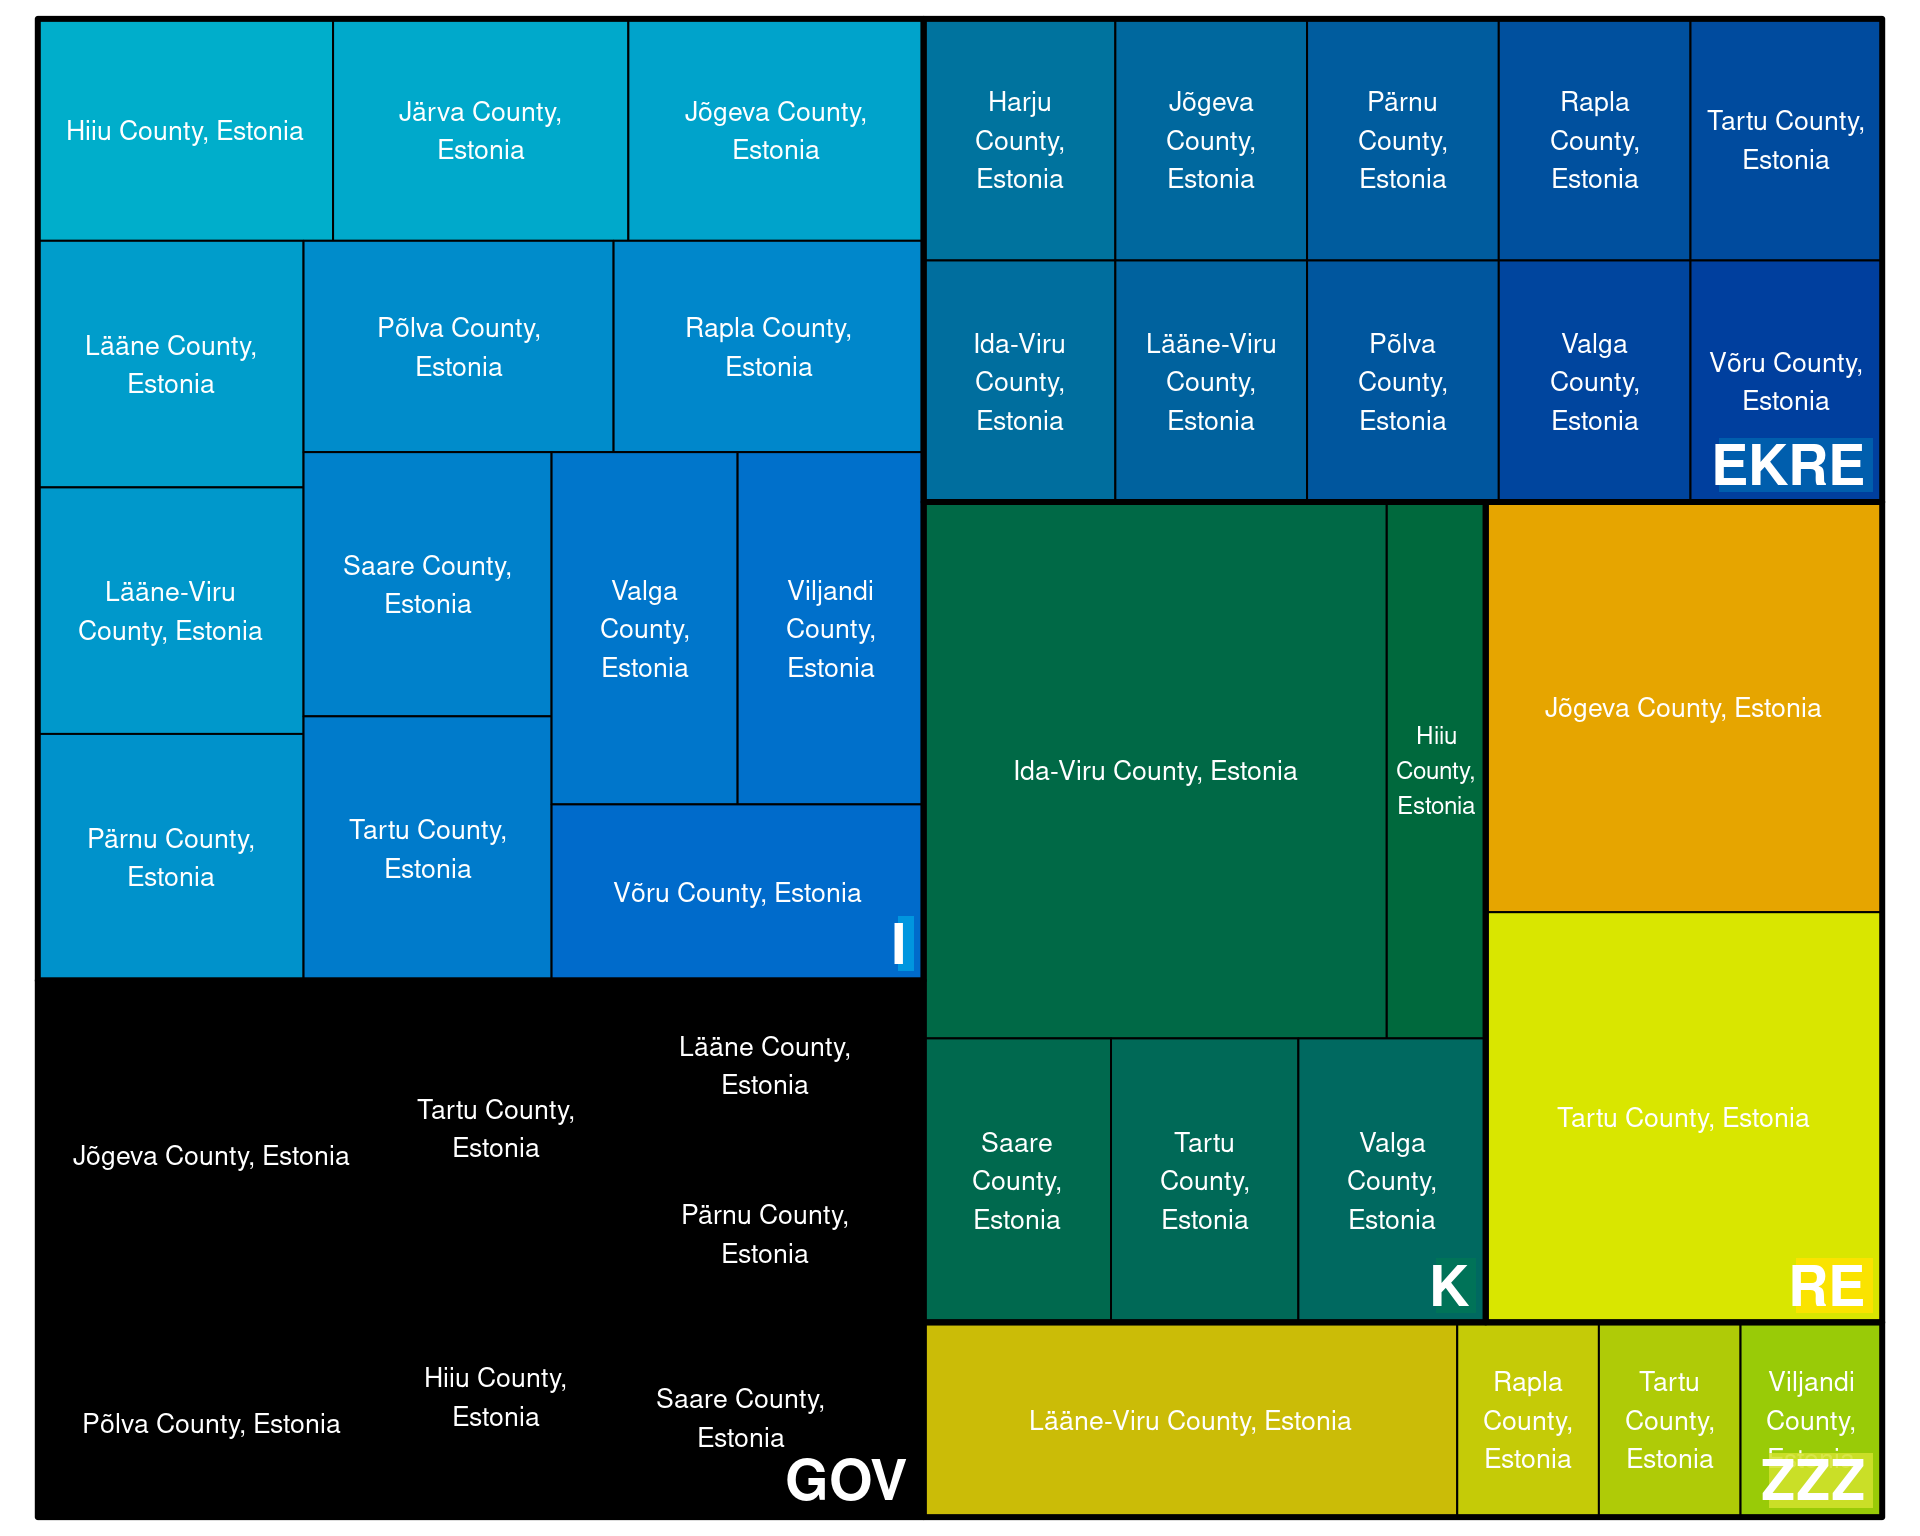 Hiiu County, Estonia
Järva County,
Estonia
Jõgeva County,
Estonia
Lääne County,
Estonia
Põlva County,
Estonia
Rapla County,
Estonia
Lääne-Viru
County, Estonia
Saare County,
Estonia
Valga
County,
Estonia
Viljandi
County,
Estonia
Pärnu County,
Estonia
Tartu County,
Estonia
Võru County, Estonia
I
Harju
County,
Estonia
Jõgeva
County,
Estonia
Pärnu
County,
Estonia
Rapla
County,
Estonia
Tartu County,
Estonia
Ida-Viru
County,
Estonia
Lääne-Viru
County,
Estonia
Põlva
County,
Estonia
Valga
County,
Estonia
Võru County,
Estonia
EKRE
Ida-Viru County, Estonia
Hiiu
County,
Estonia
Saare
County,
Estonia
Tartu
County,
Estonia
Valga
County,
Estonia
K
Jõgeva County, Estonia
Tartu County, Estonia
RE
Jõgeva County, Estonia
Tartu County,
Estonia
Lääne County,
Estonia
Pärnu County,
Estonia
Põlva County, Estonia
Hiiu County,
Estonia
Saare County,
Estonia
GOV
Lääne-Viru County, Estonia
Rapla
County,
Estonia
Tartu
County,
Estonia
Viljandi
County,
Estonia
ZZZ